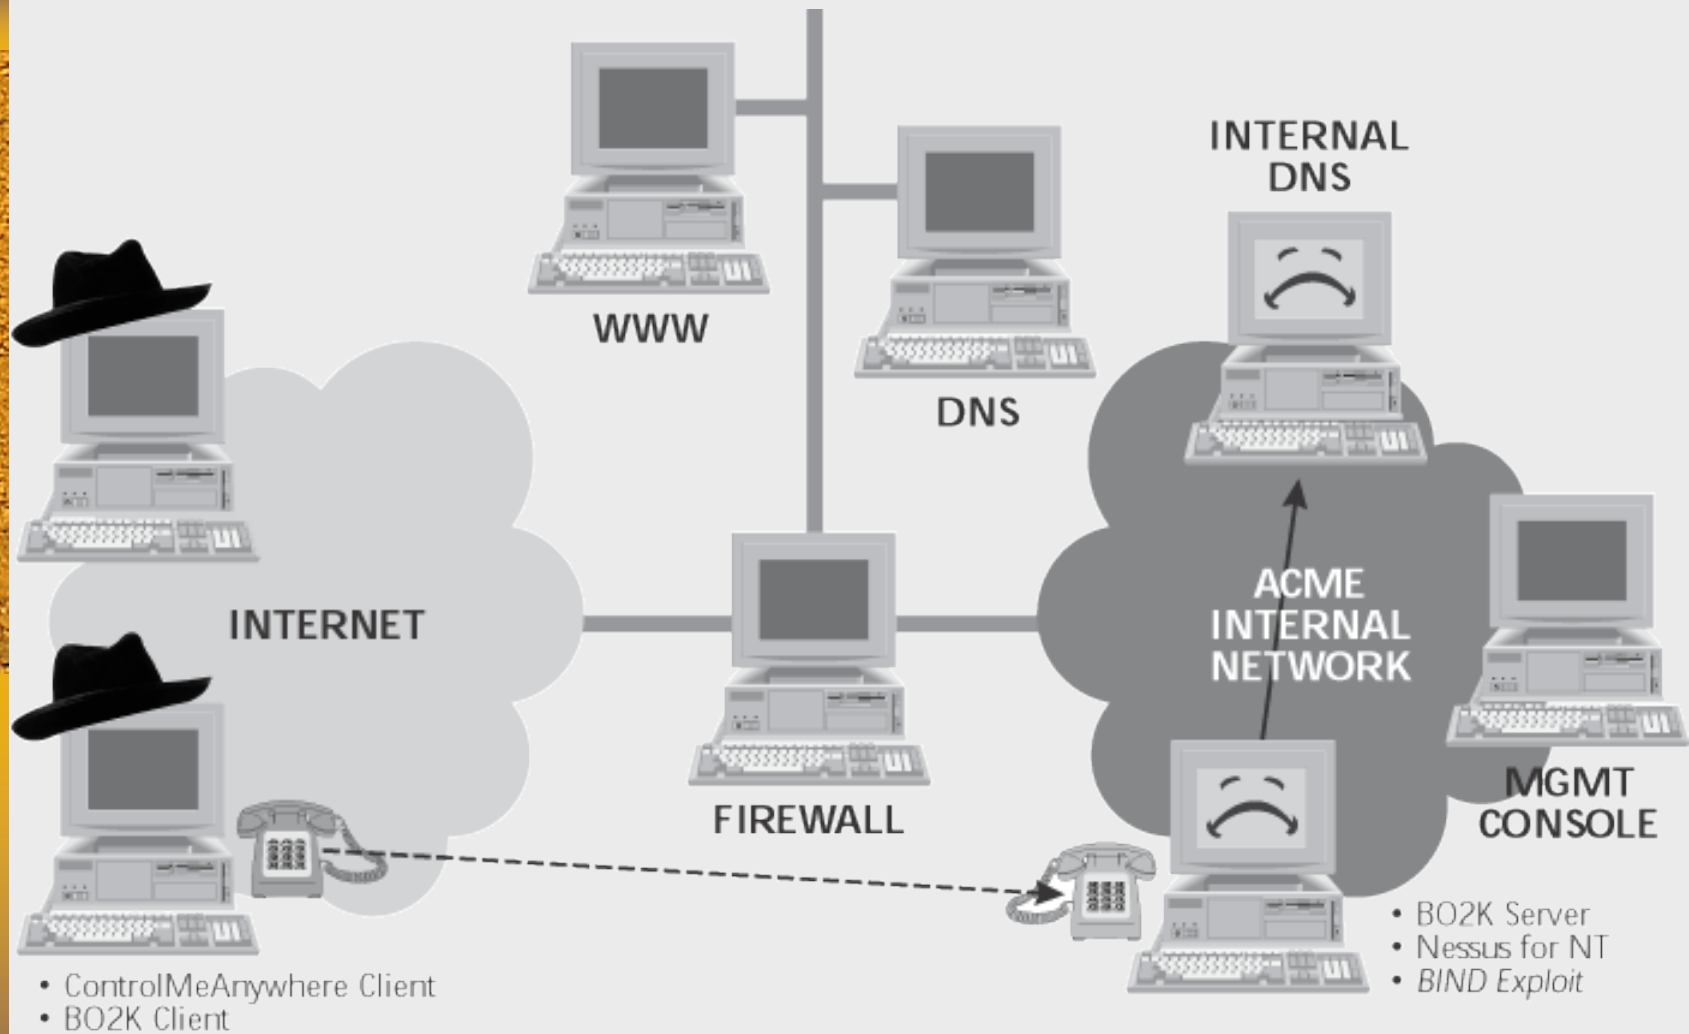 WWW
DNS
INTERNAL
DNS
INTERNET
FIREWALL
ACME
INTERNAL
NETWORK
MGMT
CONSOLE
• ControlMeAnywhere Client
• BO2K Client
• BO2K Server
• Nessus for NT
• BIND Exploit